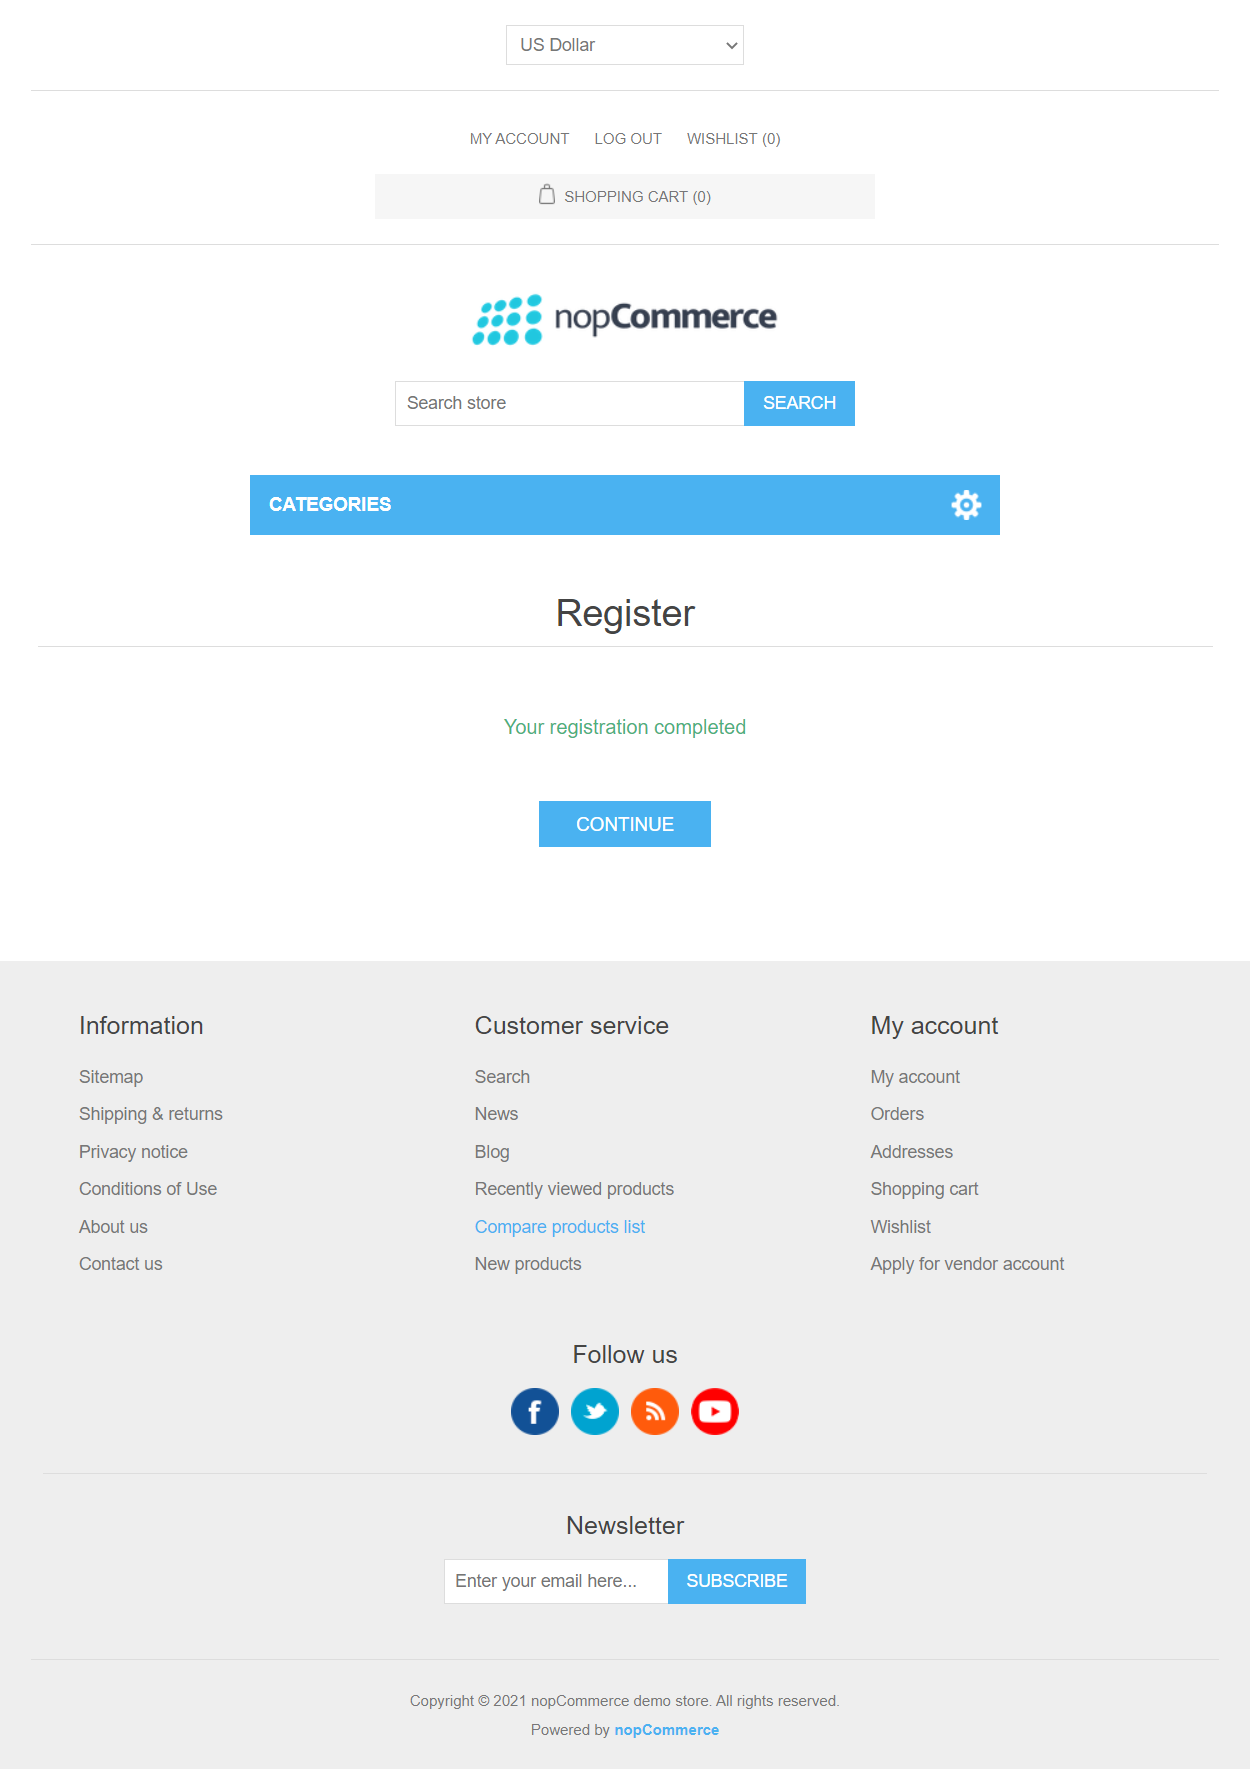 US Dollar
MY ACCOUNT LOG OUT WISHLIST (0)
SHOPPING CART (0)
nopCommerce
Search store SEARCH
CATEGORIES
Register
Your registration completed
CONTINUE
Information
Sitemap
Shipping & returns
Privacy notice
Conditions of Use
About us
Contact us
Customer service
Search
News
Blog
Recently viewed products
Compare products list
New products
My account
My account
Orders
Addresses
Shopping cart
Wishlist
Apply for vendor account
Follow us
Newsletter
Enter your email here... SUBSCRIBE
Copyright © 2021 nopCommerce demo store. All rights reserved.
Powered by nopCommerce